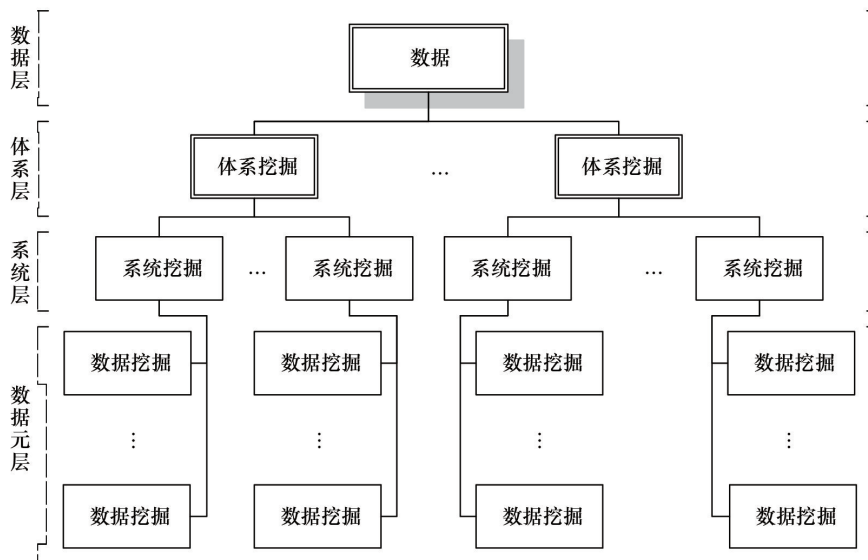 数据层
数据
体系层
体系挖掘
…
体系挖掘
系统层
系统挖掘
…
系统挖掘
系统挖掘
…
系统挖掘
数据元层
数据挖掘
数据挖掘
数据挖掘
数据挖掘
⋮
⋮
⋮
⋮
数据挖掘
数据挖掘
数据挖掘
数据挖掘